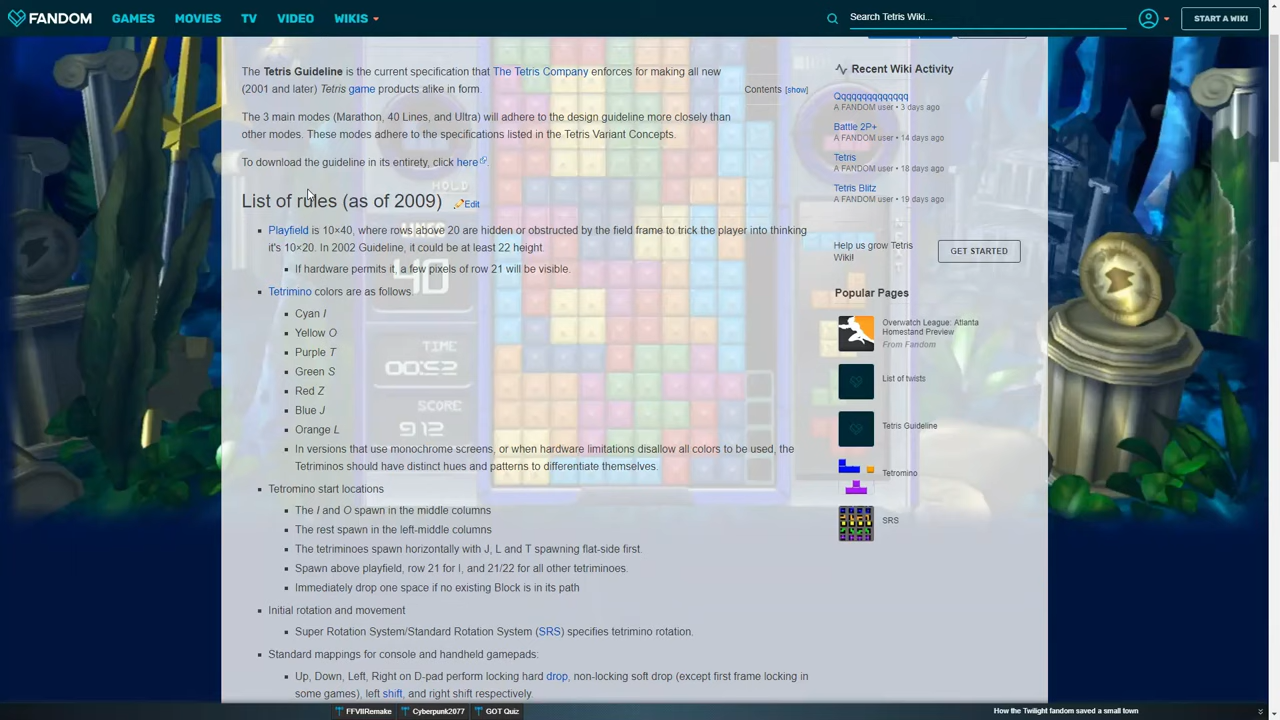 FANDOM GAMES MOVIES TV VIDEO WIKIS Search Tetris Wiki... START A WIKI
The Tetris Guideline is the current specification that The Tetris Company enforces for making all new
(2001 and later) Tetris game products alike in form.
Contents [show]
The 3 main modes (Marathon, 40 Lines, and Ultra) will adhere to the design guideline more closely than
other modes. These modes adhere to the specifications listed in the Tetris Variant Concepts.
To download the guideline in its entirety, click here.
HOLD
List of rules (as of 2009) Edit
Playfield is 10×40, where rows above 20 are hidden or obstructed by the field frame to trick the player into thinking
it's 10×20. In 2002 Guideline, it could be at least 22 height.
If hardware permits it, a few pixels of row 21 will be visible.
40
Tetrimino colors are as follows:
Cyan I
Yellow O
Purple T
Green S
Red Z
Blue J
Orange L
TIME
00:52
SCORE
912
In versions that use monochrome screens, or when hardware limitations disallow all colors to be used, the
Tetriminos should have distinct hues and patterns to differentiate themselves.
Tetromino start locations
The I and O spawn in the middle columns
The rest spawn in the left-middle columns
The tetriminoes spawn horizontally with J, L and T spawning flat-side first.
Spawn above playfield, row 21 for I, and 21/22 for all other tetriminoes.
Immediately drop one space if no existing Block is in its path
Initial rotation and movement
Super Rotation System/Standard Rotation System (SRS) specifies tetrimino rotation.
Standard mappings for console and handheld gamepads:
Up, Down, Left, Right on D-pad perform locking hard drop, non-locking soft drop (except first frame locking in
some games), left shift, and right shift respectively.
Recent Wiki Activity
Qqqqqqqqqqqqq
A FANDOM user • 3 days ago
Battle 2P+
A FANDOM user • 14 days ago
Tetris
A FANDOM user • 18 days ago
Tetris Blitz
A FANDOM user • 19 days ago
Help us grow Tetris
Wiki!
GET STARTED
Popular Pages
Overwatch League: Atlanta
Homestand Preview
From Fandom
List of twists
Tetris Guideline
Tetromino
SRS
FFVIIRemake Cyberpunk2077 GOT Quiz How the Twilight fandom saved a small town